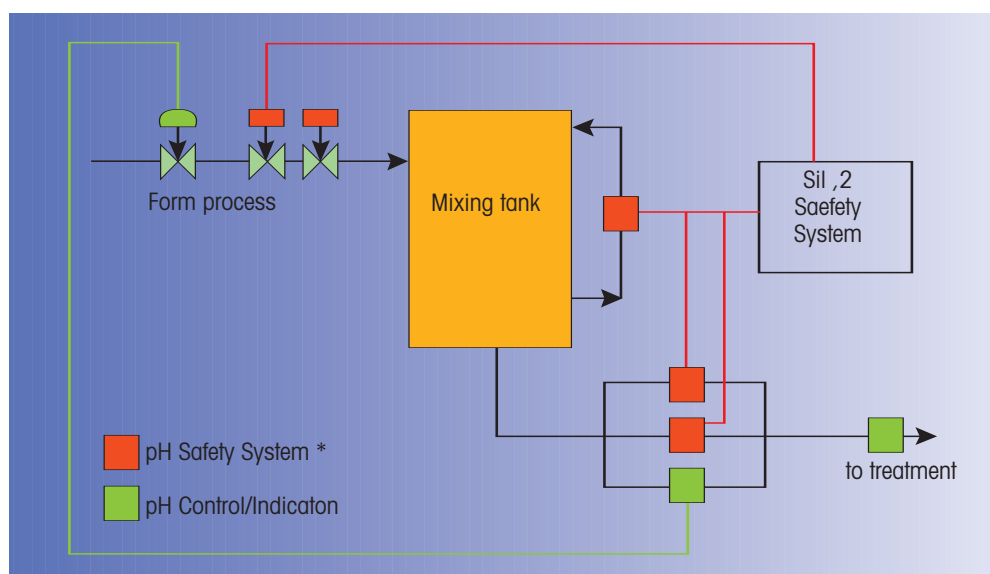 Form process
Mixing tank
Sil ,2
Saefety
System
to treatment
pH Safety System *
pH Control/Indicaton